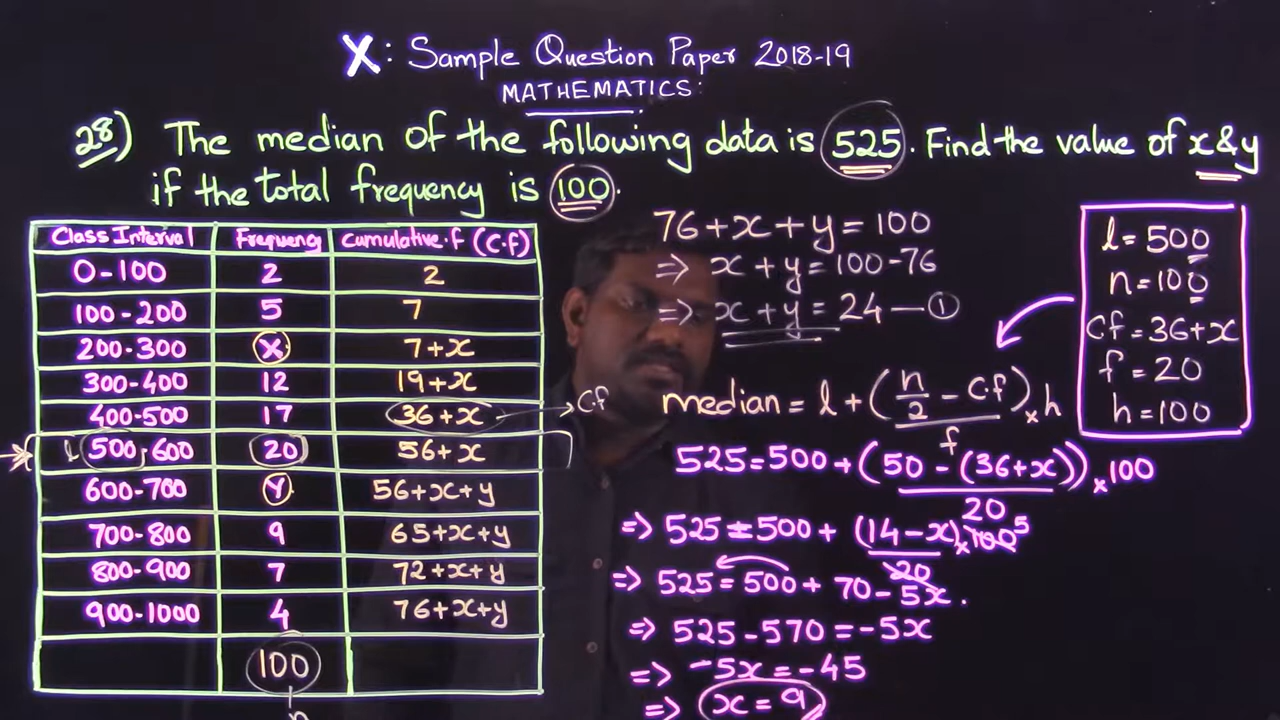 X: Sample Question Paper 2018-19
MATHEMATICS:
28) The median of the following data is 525. Find the value of x & y
if the total frequency is 100.
Class Interval Frequency Cumulative.f (C.f)
0-100 2 2
100-200 5 7
200-300 X 7+x
300-400 12 19+x
400-500 17 36+x → Cf
l 500-600 20 56+x
600-700 Y 56+x+y
700-800 9 65+x+y
800-900 7 72+x+y
900-1000 4 76+x+y
100
n
76+x+y=100
=> x+y=100-76
=> x+y=24 — ①
median = l + (n/2 - C.f)/f × h
525=500+(50-(36+x))/20 × 100
=> 525 = 500 + (14-x)/20 × 100 5
=> 525 = 500 + 70-5x.
=> 525-570 = -5x
=> -5x = -45
=> x = 9
l = 500
n = 100
cf = 36+x
f = 20
h = 100